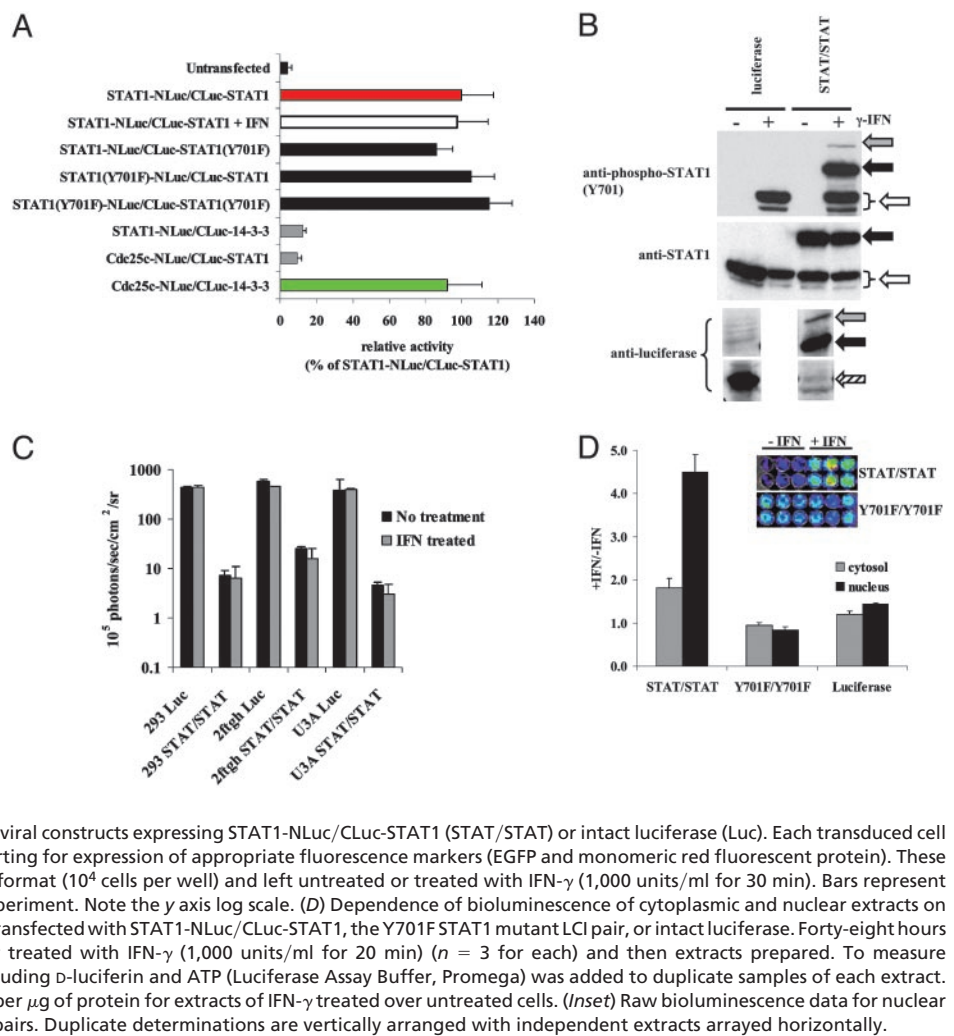 A
Untransfected
STAT1-NLuc/CLuc-STAT1
STAT1-NLuc/CLuc-STAT1 + IFN
STAT1-NLuc/CLuc-STAT1(Y701F)
STAT1(Y701F)-NLuc/CLuc-STAT1
STAT1(Y701F)-NLuc/CLuc-STAT1(Y701F)
STAT1-NLuc/CLuc-14-3-3
Cdc25c-NLuc/CLuc-STAT1
Cdc25c-NLuc/CLuc-14-3-3
0 20 40 60 80 100 120 140
relative activity
(% of STAT1-NLuc/CLuc-STAT1)
B
luciferase
STAT/STAT
- + - + γ-IFN
anti-phospho-STAT1
(Y701)
anti-STAT1
anti-luciferase
C
1000
100
10
1
0.1
10⁵ photons/sec/cm²/sr
No treatment
IFN treated
293 Luc
293 STAT/STAT
2ftgh Luc
2ftgh STAT/STAT
U3A Luc
U3A STAT/STAT
D
5.0
4.0
3.0
2.0
1.0
0.0
+IFN/-IFN
- IFN + IFN
STAT/STAT
Y701F/Y701F
cytosol
nucleus
STAT/STAT Y701F/Y701F Luciferase
viral constructs expressing STAT1-NLuc/CLuc-STAT1 (STAT/STAT) or intact luciferase (Luc). Each transduced cell
rting for expression of appropriate fluorescence markers (EGFP and monomeric red fluorescent protein). These
format (10⁴ cells per well) and left untreated or treated with IFN-γ (1,000 units/ml for 30 min). Bars represent
periment. Note the y axis log scale. (D) Dependence of bioluminescence of cytoplasmic and nuclear extracts on
ransfected with STAT1-NLuc/CLuc-STAT1, the Y701F STAT1 mutant LCI pair, or intact luciferase. Forty-eight hours
treated with IFN-γ (1,000 units/ml for 20 min) (n = 3 for each) and then extracts prepared. To measure
uding D-luciferin and ATP (Luciferase Assay Buffer, Promega) was added to duplicate samples of each extract.
per μg of protein for extracts of IFN-γ treated over untreated cells. (Inset) Raw bioluminescence data for nuclear
pairs. Duplicate determinations are vertically arranged with independent extracts arrayed horizontally.